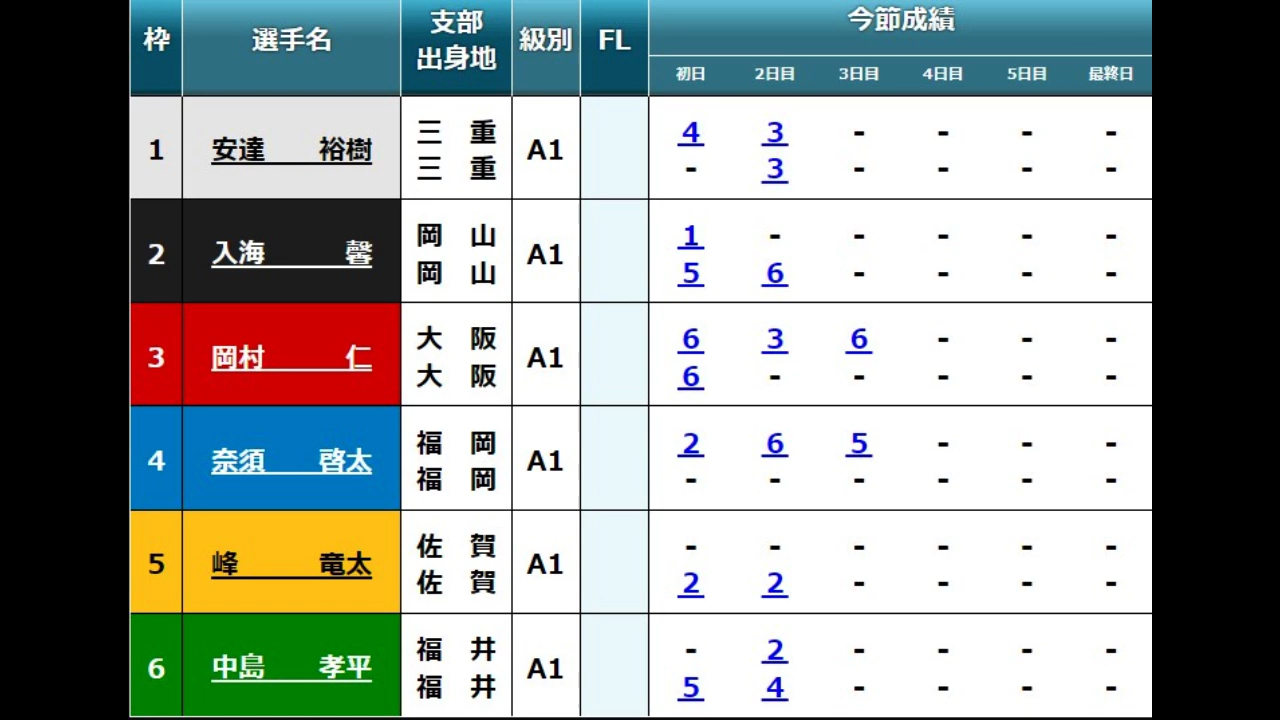 枠 選手名 支部 出身地 級別 FL 今節成績
初日 2日目 3日目 4日目 5日目 最終日
1 安達 裕樹 三 重 A1 4 3 - - - -
三 重 - 3 - - - -
2 入海 馨 岡 山 A1 1 - - - - -
岡 山 5 6 - - - -
3 岡村 仁 大 阪 A1 6 3 6 - - -
大 阪 6 - - - - -
4 奈須 啓太 福 岡 A1 2 6 5 - - -
福 岡 - - - - - -
5 峰 竜太 佐 賀 A1 - - - - - -
佐 賀 2 2 - - - -
6 中島 孝平 福 井 A1 - 2 - - - -
福 井 5 4 - - - -